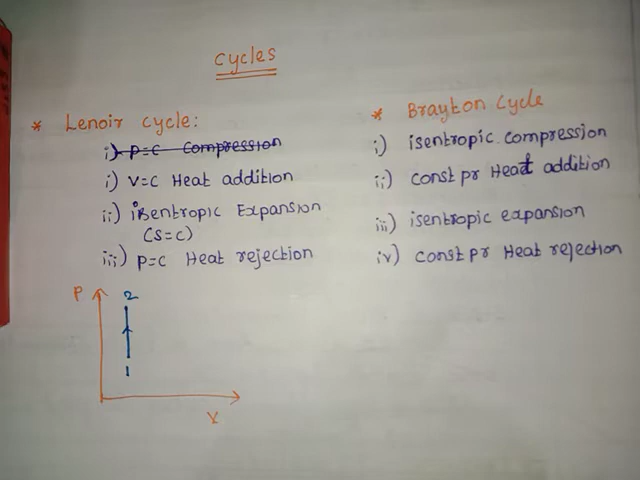 Cycles
* Lenoir cycle:
i) P=C Compression
i) V=C Heat addition
ii) isentropic Expansion
(S=C)
iii) P=C Heat rejection
P
2
1
V
* Brayton Cycle
i) isentropic compression
ii) const pr Heat addition
iii) isentropic expansion
iv) const pr Heat rejection